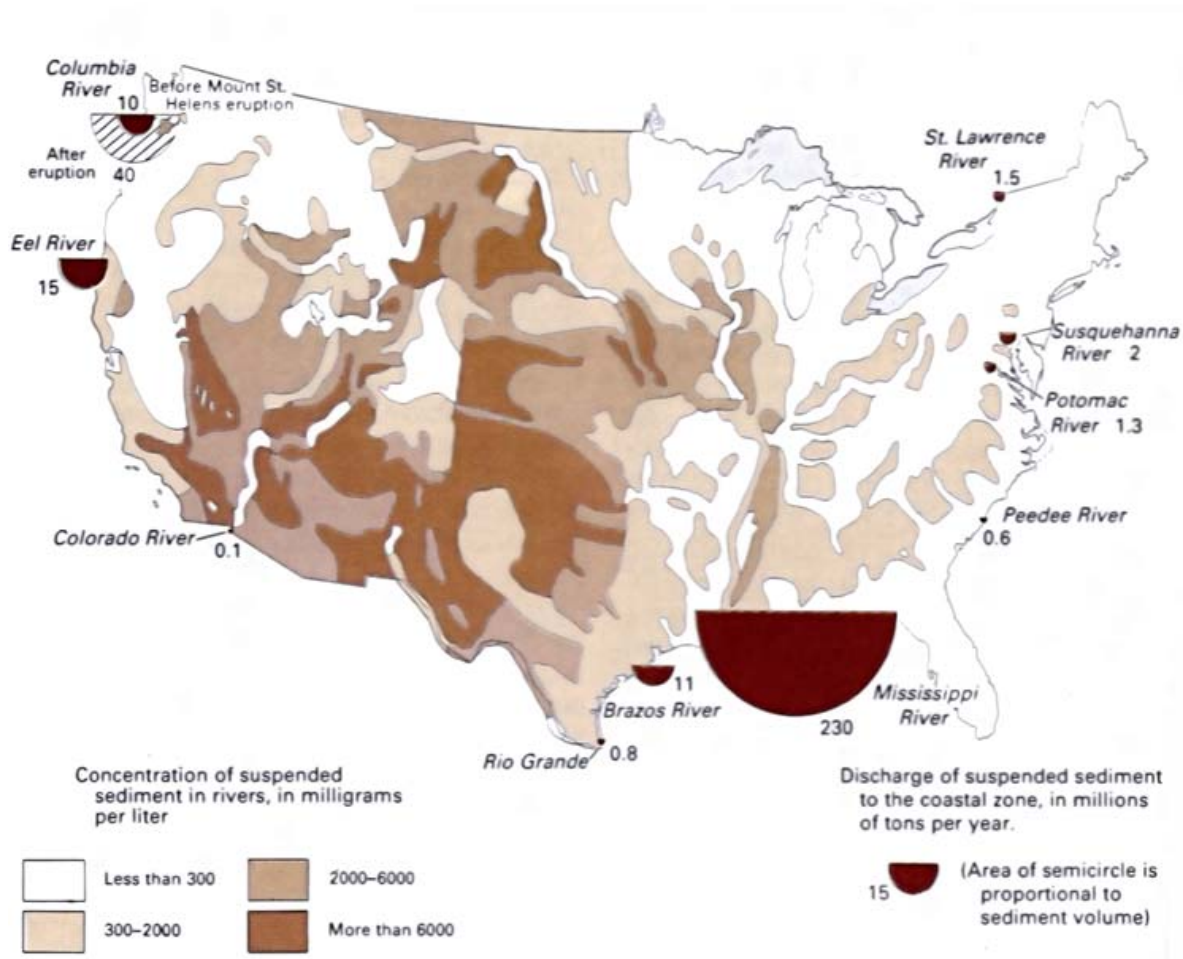 Columbia
River
10
Before Mount St.
Helens eruption
After
eruption
40
St. Lawrence
River
1.5
Eel River
15
Susquehanna
River 2
Potomac
River 1.3
Peedee River
0.6
Colorado River
0.1
11
Brazos River
Mississippi
River
230
Rio Grande
0.8
Concentration of suspended
sediment in rivers, in milligrams
per liter
Less than 300
2000–6000
300–2000
More than 6000
Discharge of suspended sediment
to the coastal zone, in millions
of tons per year.
15
(Area of semicircle is
proportional to
sediment volume)